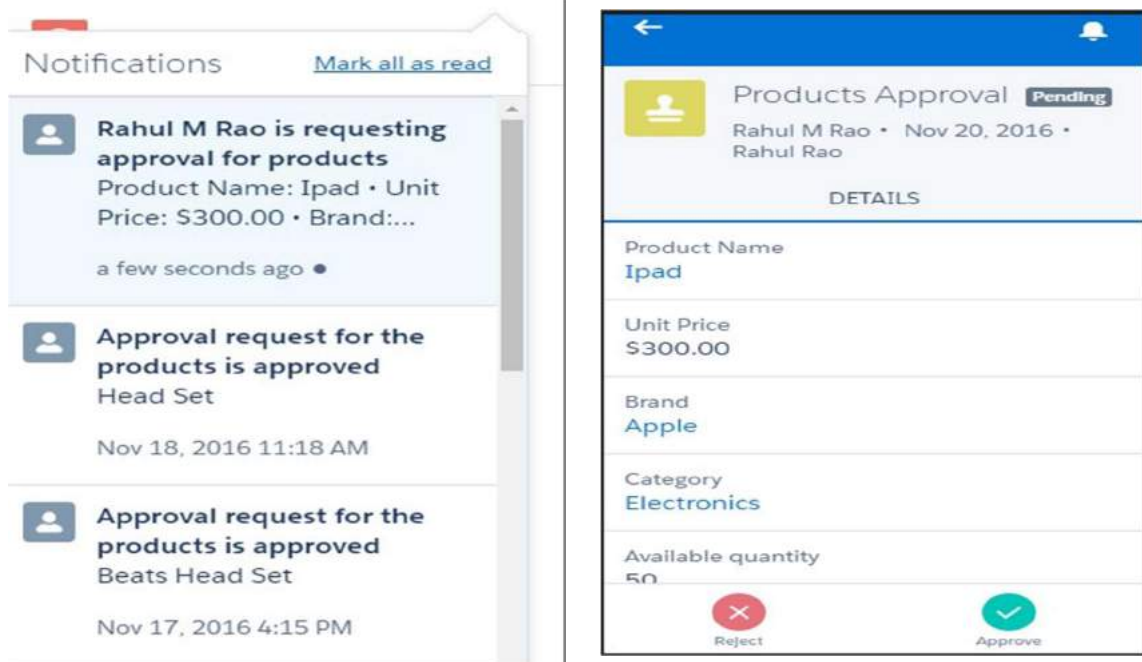 Notifications Mark all as read
Rahul M Rao is requesting
approval for products
Product Name: Ipad • Unit
Price: $300.00 • Brand:...
a few seconds ago
Approval request for the
products is approved
Head Set
Nov 18, 2016 11:18 AM
Approval request for the
products is approved
Beats Head Set
Nov 17, 2016 4:15 PM
Products Approval Pending
Rahul M Rao • Nov 20, 2016 •
Rahul Rao
DETAILS
Product Name
Ipad
Unit Price
$300.00
Brand
Apple
Category
Electronics
Available quantity
50
Reject Approve